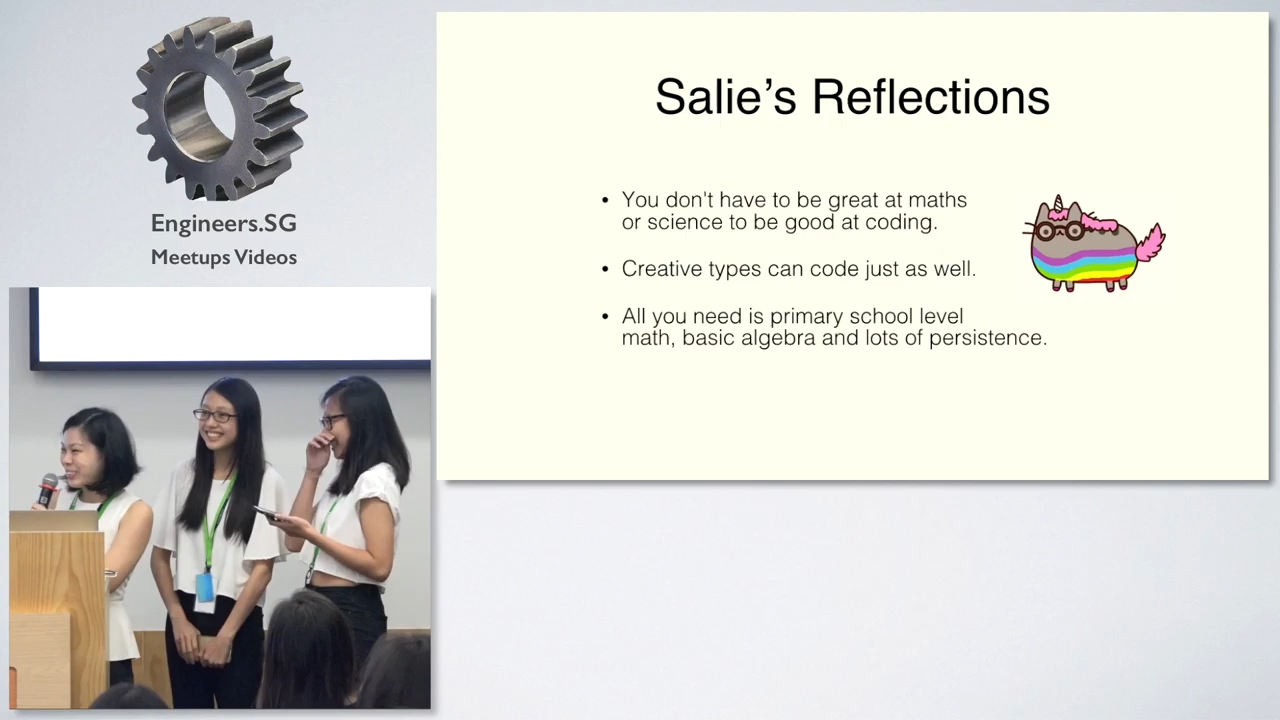 Engineers.SG
Meetups Videos
Salie’s Reflections
• You don't have to be great at maths
or science to be good at coding.
• Creative types can code just as well.
• All you need is primary school level
math, basic algebra and lots of persistence.